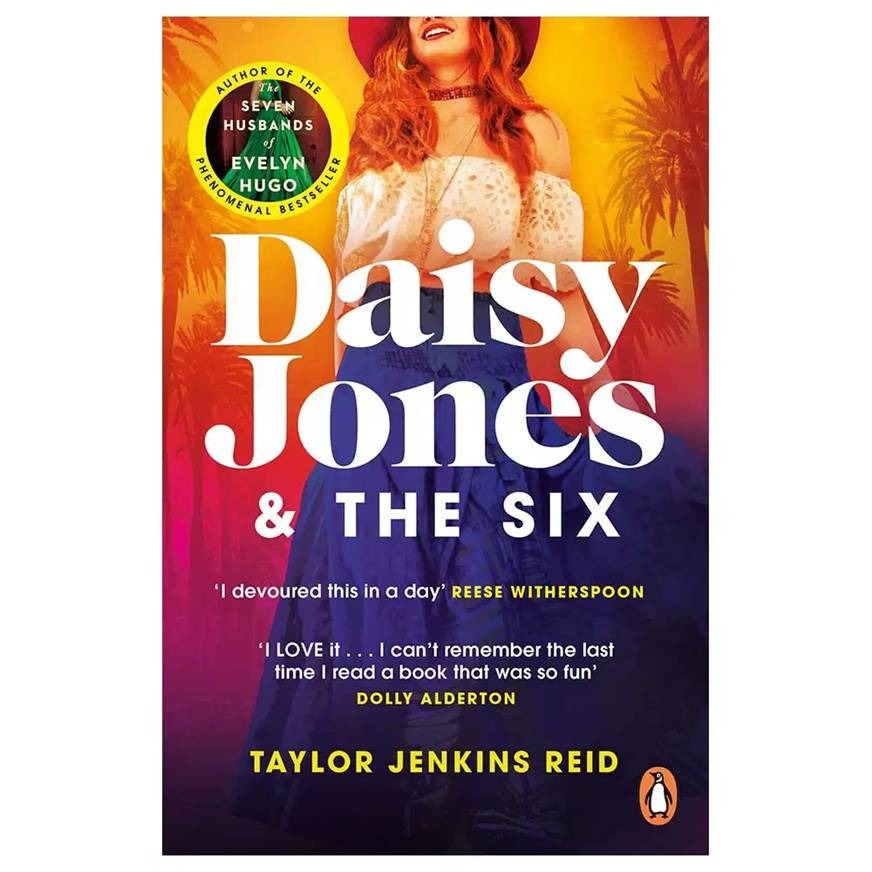 AUTHOR OF THE
The
SEVEN
HUSBANDS
of
EVELYN
HUGO
PHENOMENAL BESTSELLER
Daisy
Jones
& THE SIX
‘I devoured this in a day’ REESE WITHERSPOON
‘I LOVE it . . . I can’t remember the last
time I read a book that was so fun’
DOLLY ALDERTON
TAYLOR JENKINS REID